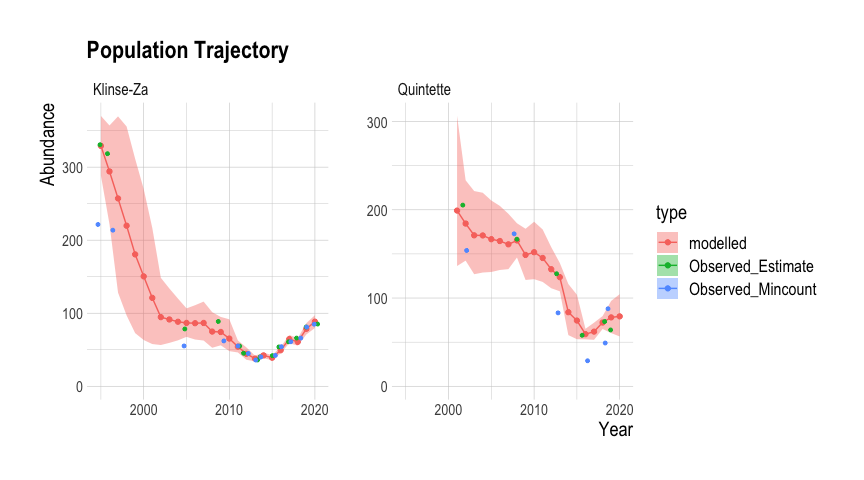 Population Trajectory
Klinse-Za
Quintette
Abundance
300
200
100
0
300
200
100
0
2000
2010
2020
2000
2010
2020
Year
type
modelled
Observed_Estimate
Observed_Mincount